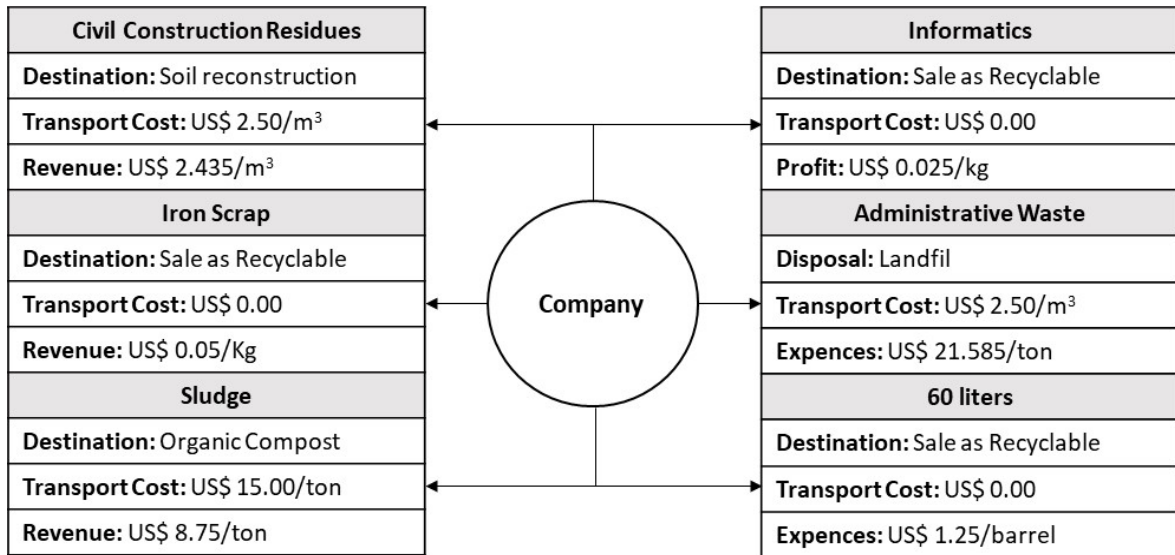 Civil Construction Residues
Destination: Soil reconstruction
Transport Cost: US$ 2.50/m³
Revenue: US$ 2.435/m³
Iron Scrap
Destination: Sale as Recyclable
Transport Cost: US$ 0.00
Revenue: US$ 0.05/Kg
Sludge
Destination: Organic Compost
Transport Cost: US$ 15.00/ton
Revenue: US$ 8.75/ton
Company
Informatics
Destination: Sale as Recyclable
Transport Cost: US$ 0.00
Profit: US$ 0.025/kg
Administrative Waste
Disposal: Landfil
Transport Cost: US$ 2.50/m³
Expences: US$ 21.585/ton
60 liters
Destination: Sale as Recyclable
Transport Cost: US$ 0.00
Expences: US$ 1.25/barrel